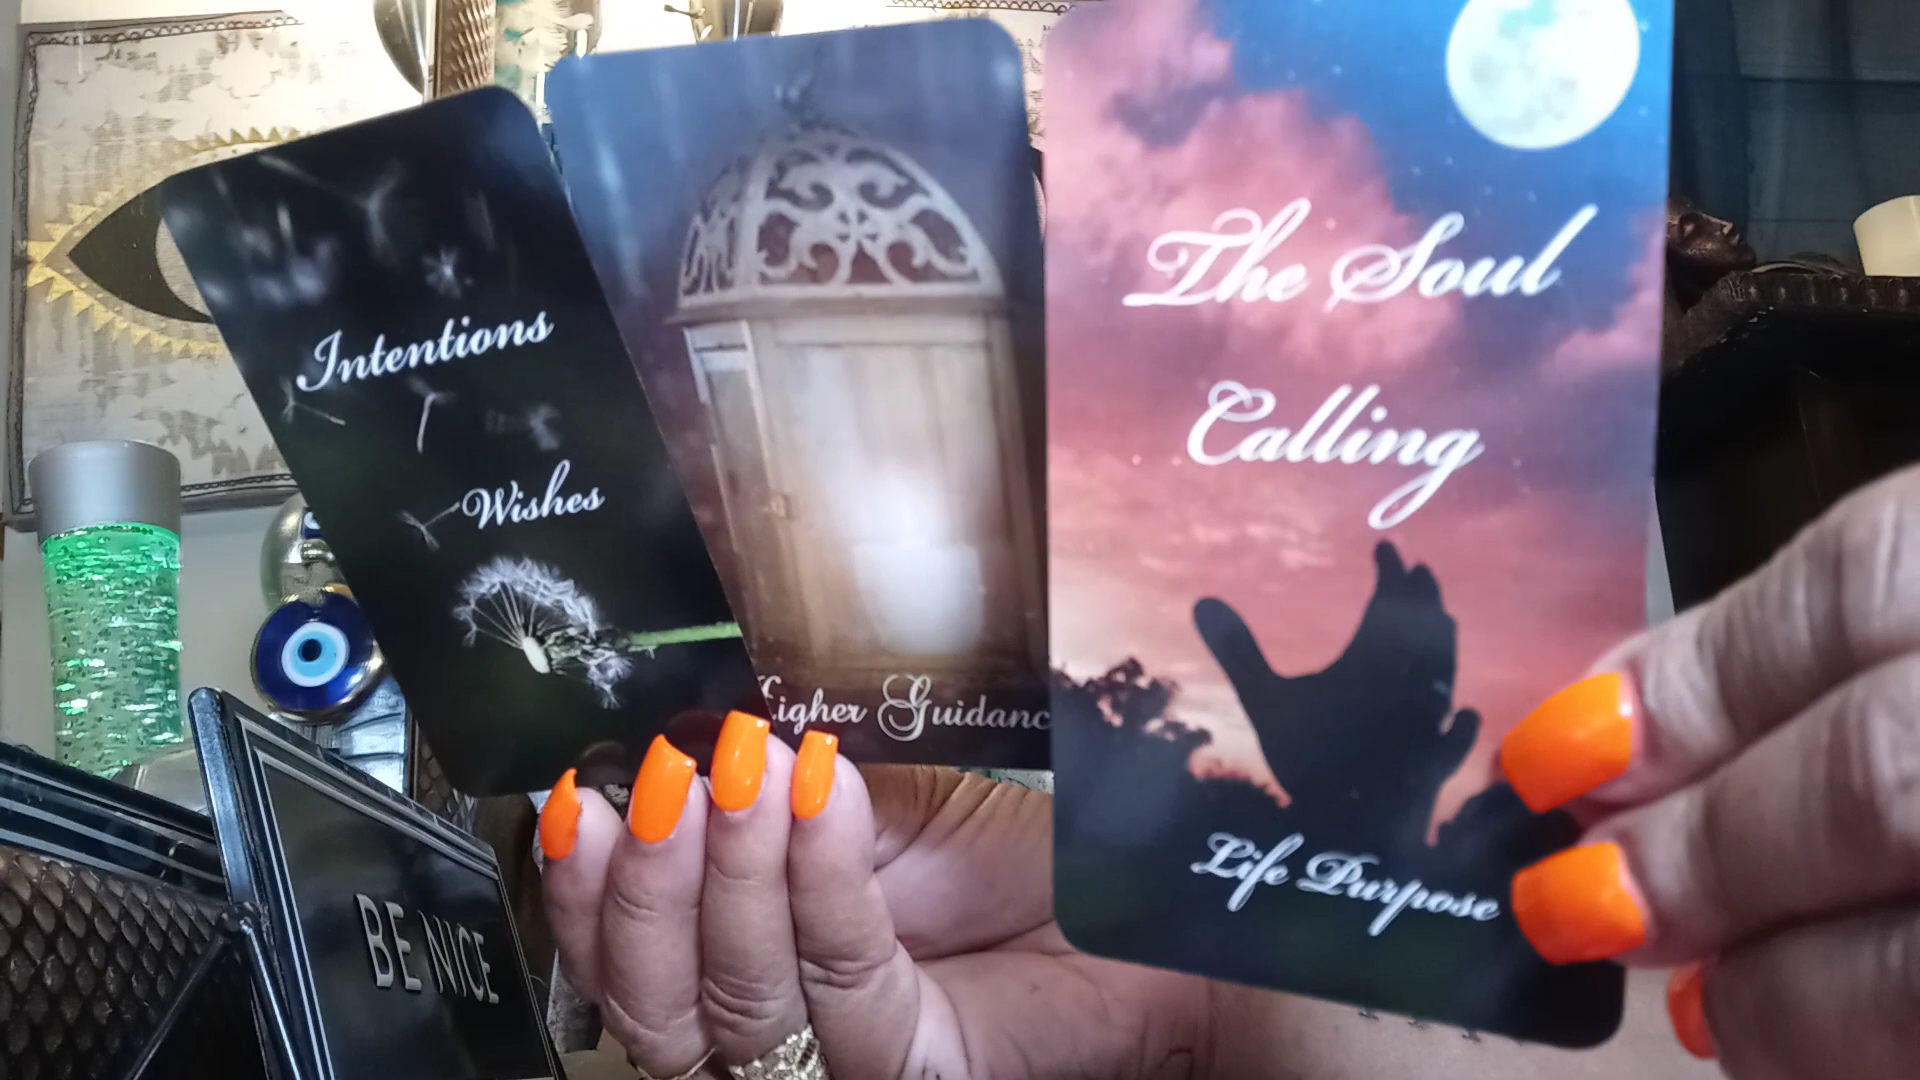 Intentions
Wishes
Higher Guidanc
The Soul
Calling
Life Purpose
BE NICE